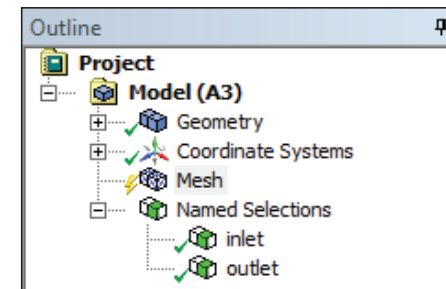 Outline
Project
Model (A3)
Geometry
Coordinate Systems
Mesh
Named Selections
inlet
outlet